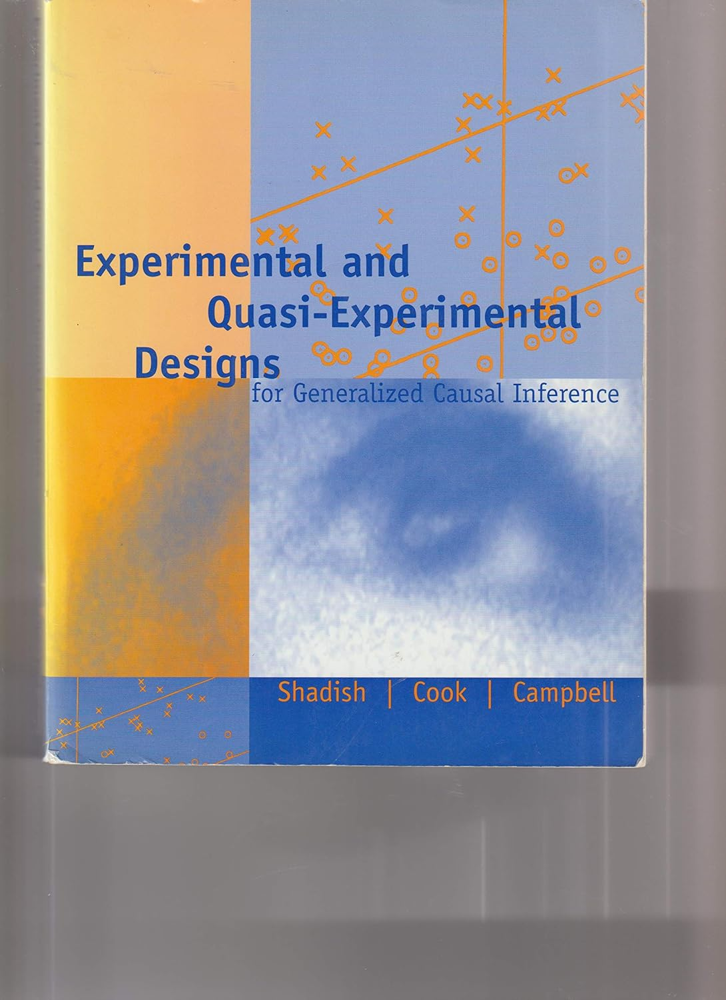 Experimental and
Quasi-Experimental
Designs
for Generalized Causal Inference
Shadish | Cook | Campbell